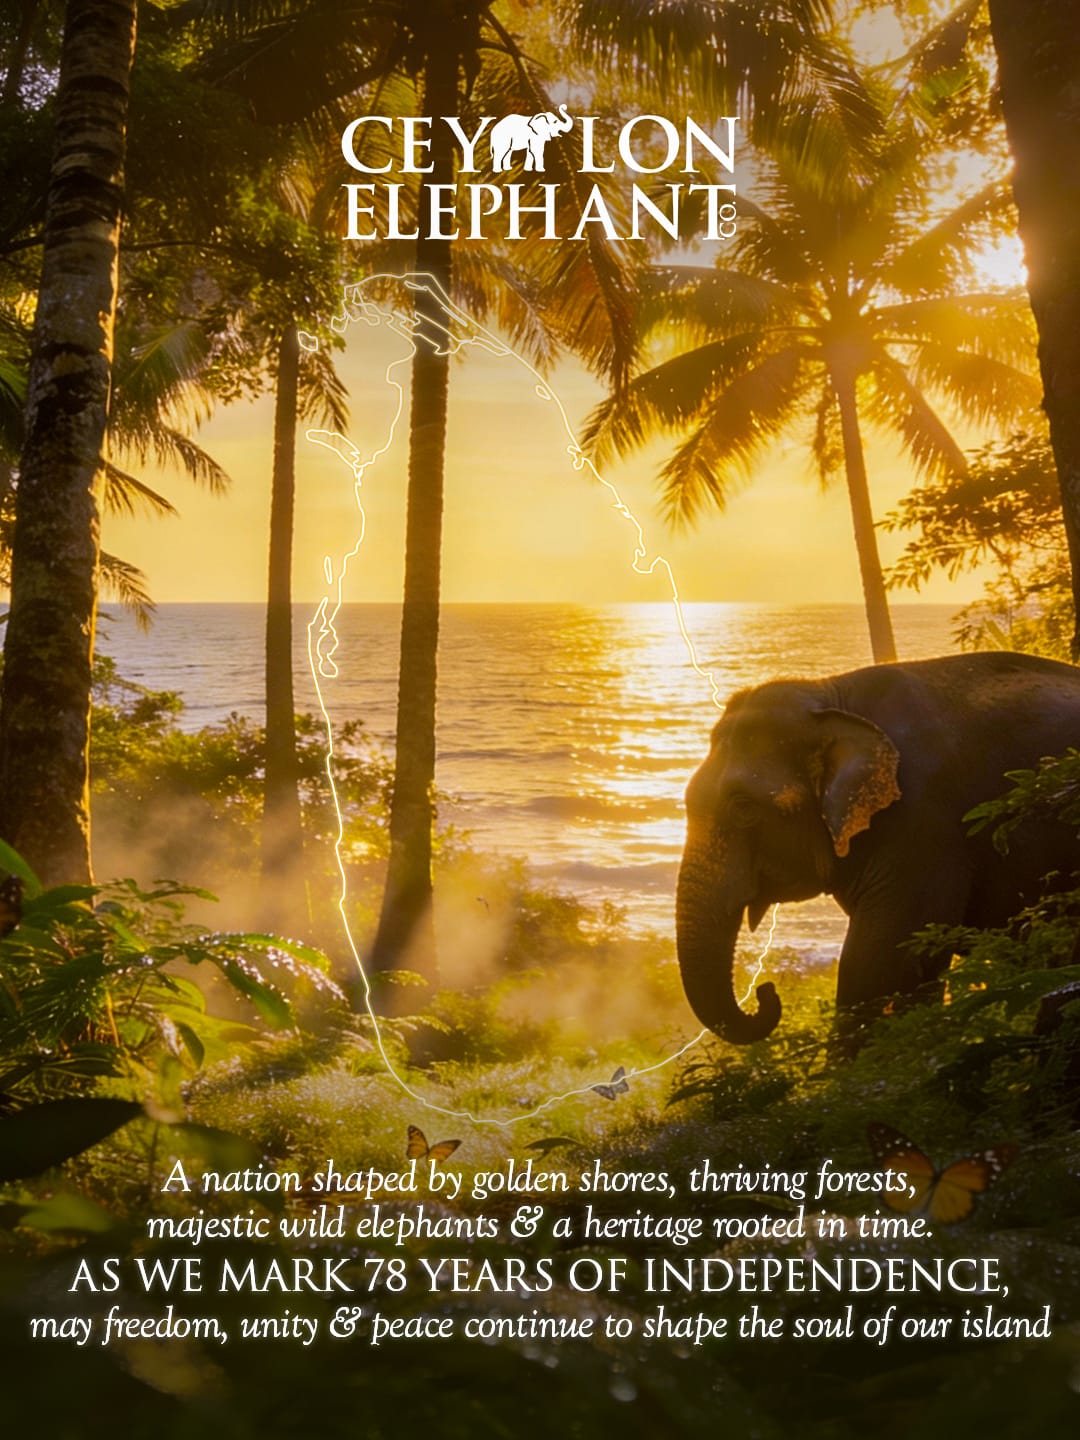 CEYLON
ELEPHANT CO.
A nation shaped by golden shores, thriving forests,
majestic wild elephants & a heritage rooted in time.
AS WE MARK 78 YEARS OF INDEPENDENCE,
may freedom, unity & peace continue to shape the soul of our island